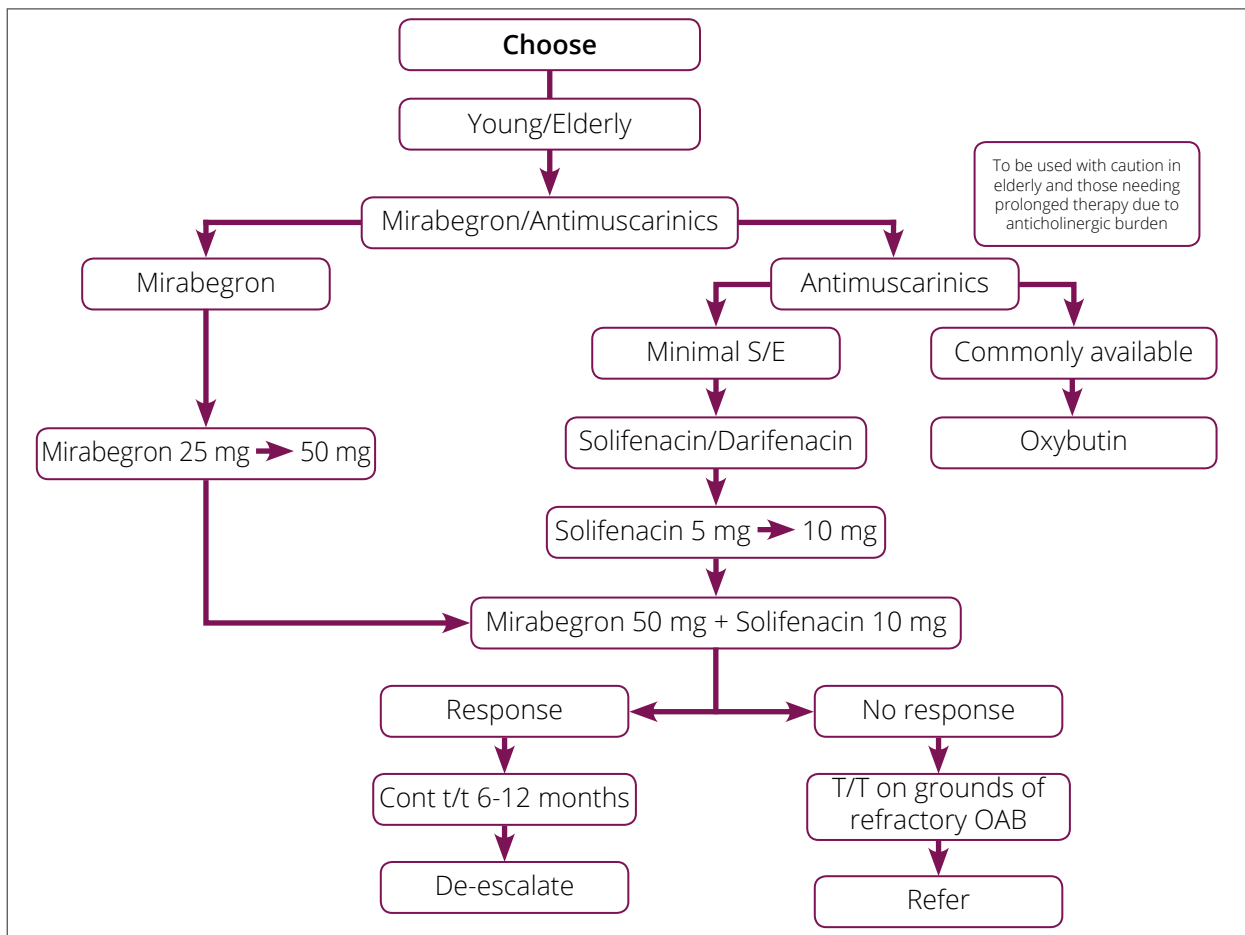 Choose
Young/Elderly
To be used with caution in
elderly and those needing
prolonged therapy due to
anticholinergic burden
Mirabegron/Antimuscarinics
Mirabegron
Antimuscarinics
Minimal S/E
Commonly available
Mirabegron 25 mg 50 mg
Solifenacin/Darifenacin
Oxybutin
Solifenacin 5 mg 10 mg
Mirabegron 50 mg + Solifenacin 10 mg
Response
No response
Cont t/t 6-12 months
T/T on grounds of
refractory OAB
De-escalate
Refer